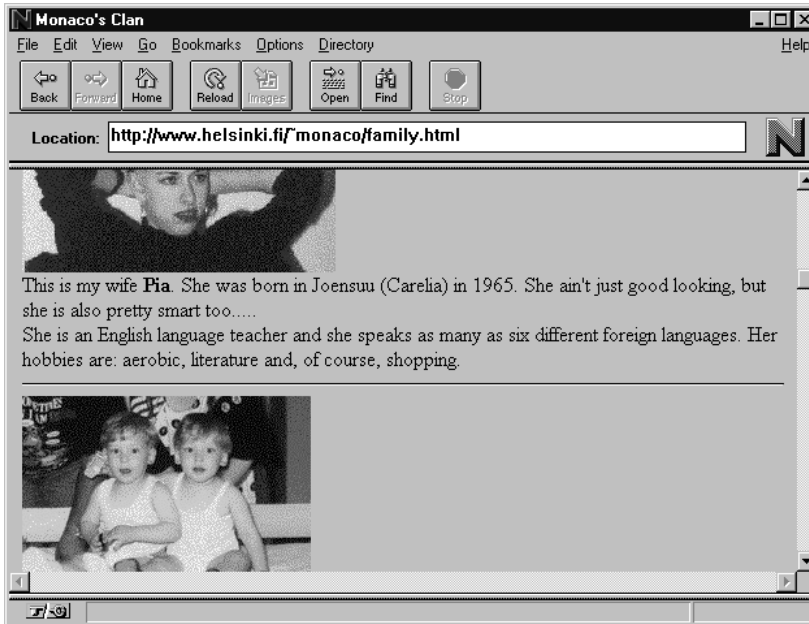 Monaco's Clan
File Edit View Go Bookmarks Options Directory Help
Back Forward Home Reload Images Open Find Stop
Location: http://www.helsinki.fi/~monaco/family.html
N
This is my wife Pia. She was born in Joensuu (Carelia) in 1965. She ain't just good looking, but
she is also pretty smart too.....
She is an English language teacher and she speaks as many as six different foreign languages. Her
hobbies are: aerobic, literature and, of course, shopping.